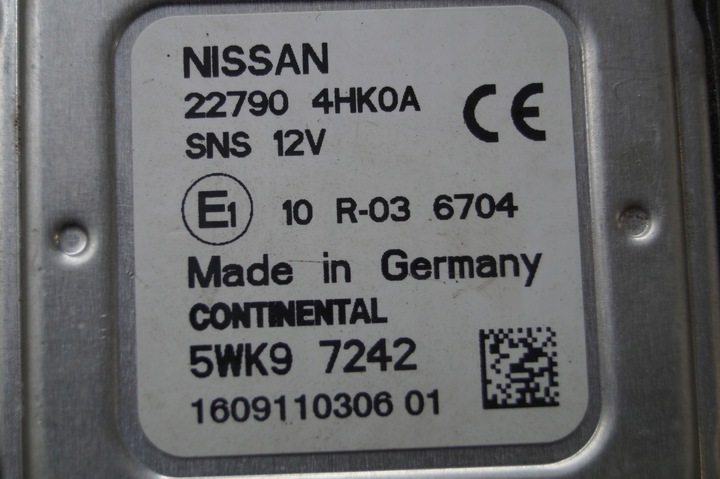 NISSAN
22790 4HK0A
SNS 12V
CE
E1 10 R-03 6704
Made in Germany
CONTINENTAL
5WK9 7242
1609110306 01